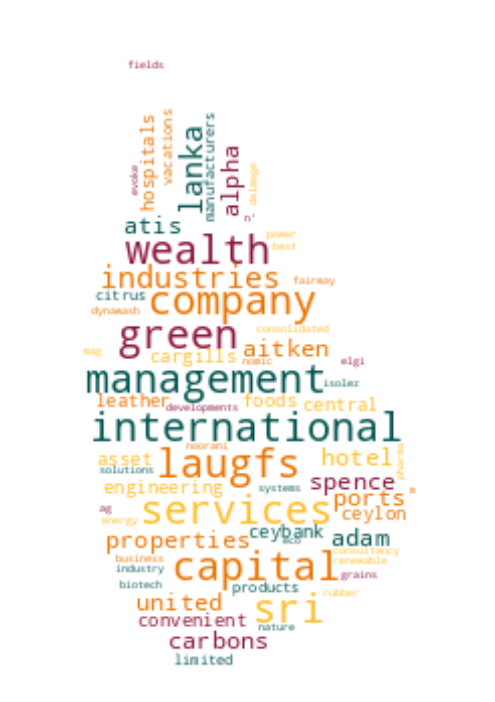 fields
hospitals
vacations
evoke
lanka
manufacturers
alpha
delmege
atis
wealth
power
best
industries
fairway
citrus
company
dynawash
green
consolidated
mag
cargills
nomic
aitken
elgi
management
isolez
leather
developments
foods
central
international
noorani
asset
solutions
laugfs
hotel
pharma
engineering
systems
spence
ports
ag
energy
services
ceylon
ceybank
eco
adam
properties
consultancy
business
renewable
industry
capital
grains
biotech
products
rubber
united
sri
convenient
nature
carbons
limited